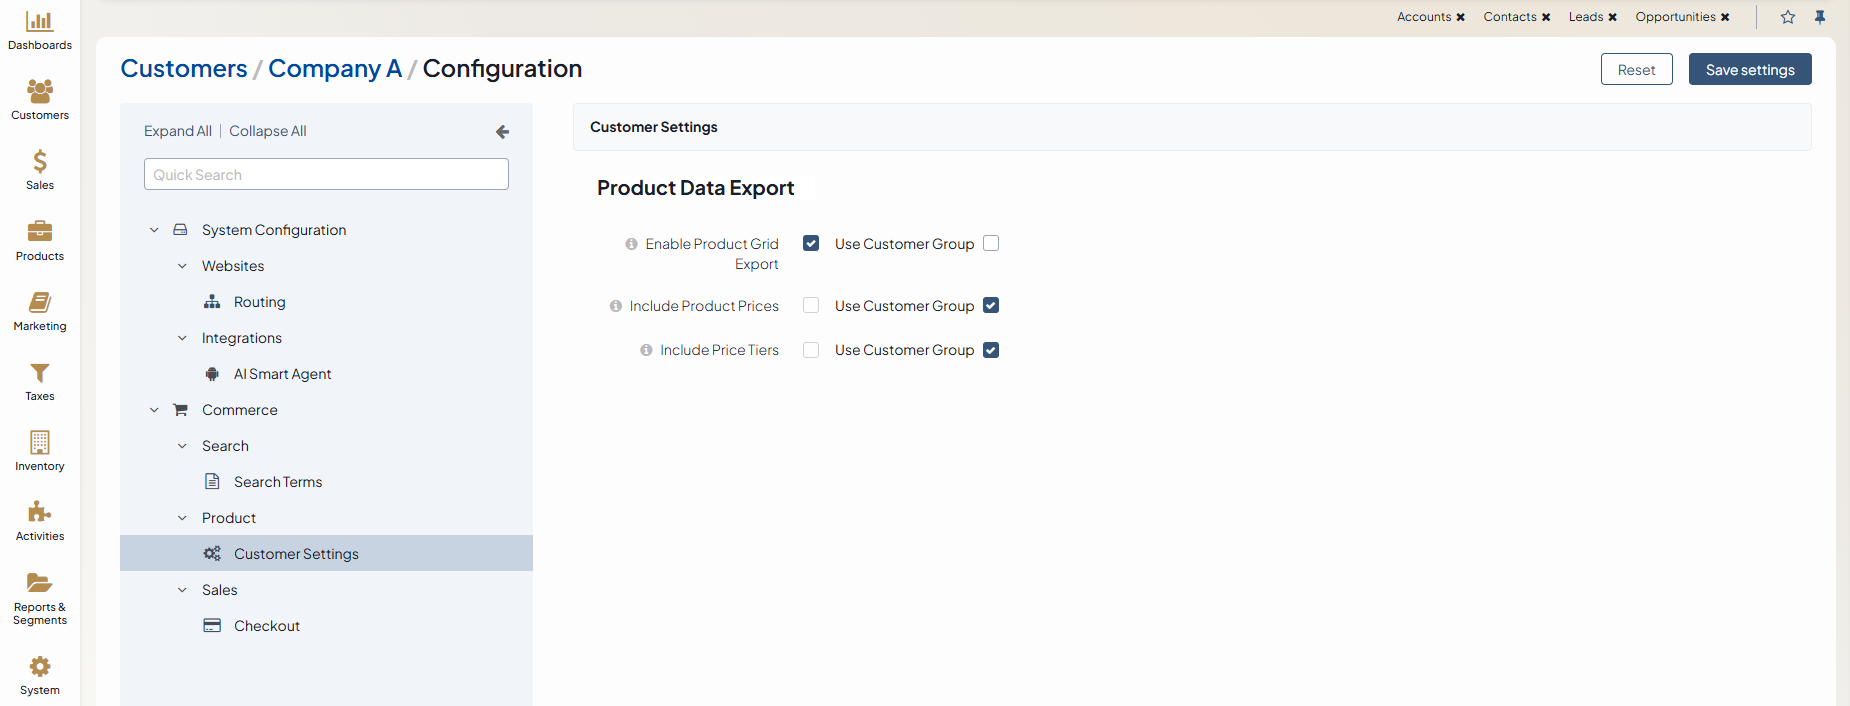 Accounts ✖ Contacts ✖ Leads ✖ Opportunities ✖
Dashboards
Customers
Sales
Products
Marketing
Taxes
Inventory
Activities
Reports &
Segments
System
Customers / Company A / Configuration
Reset
Save settings
Expand All | Collapse All
Quick Search
System Configuration
Websites
Routing
Integrations
AI Smart Agent
Commerce
Search
Search Terms
Product
Customer Settings
Sales
Checkout
Customer Settings
Product Data Export
Enable Product Grid
Export
Use Customer Group
Include Product Prices
Use Customer Group
Include Price Tiers
Use Customer Group